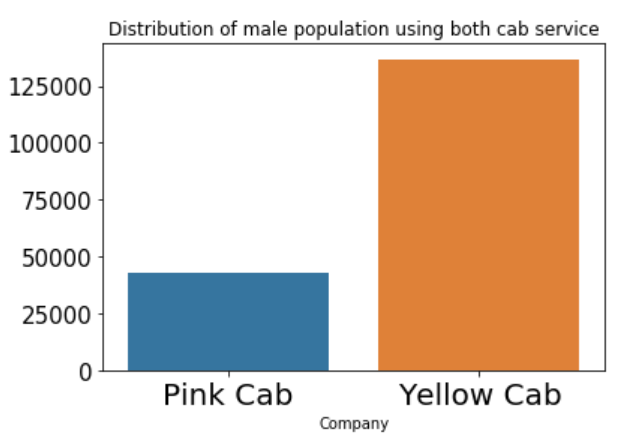 Distribution of male population using both cab service
125000
100000
75000
50000
25000
0
Pink Cab Yellow Cab
Company